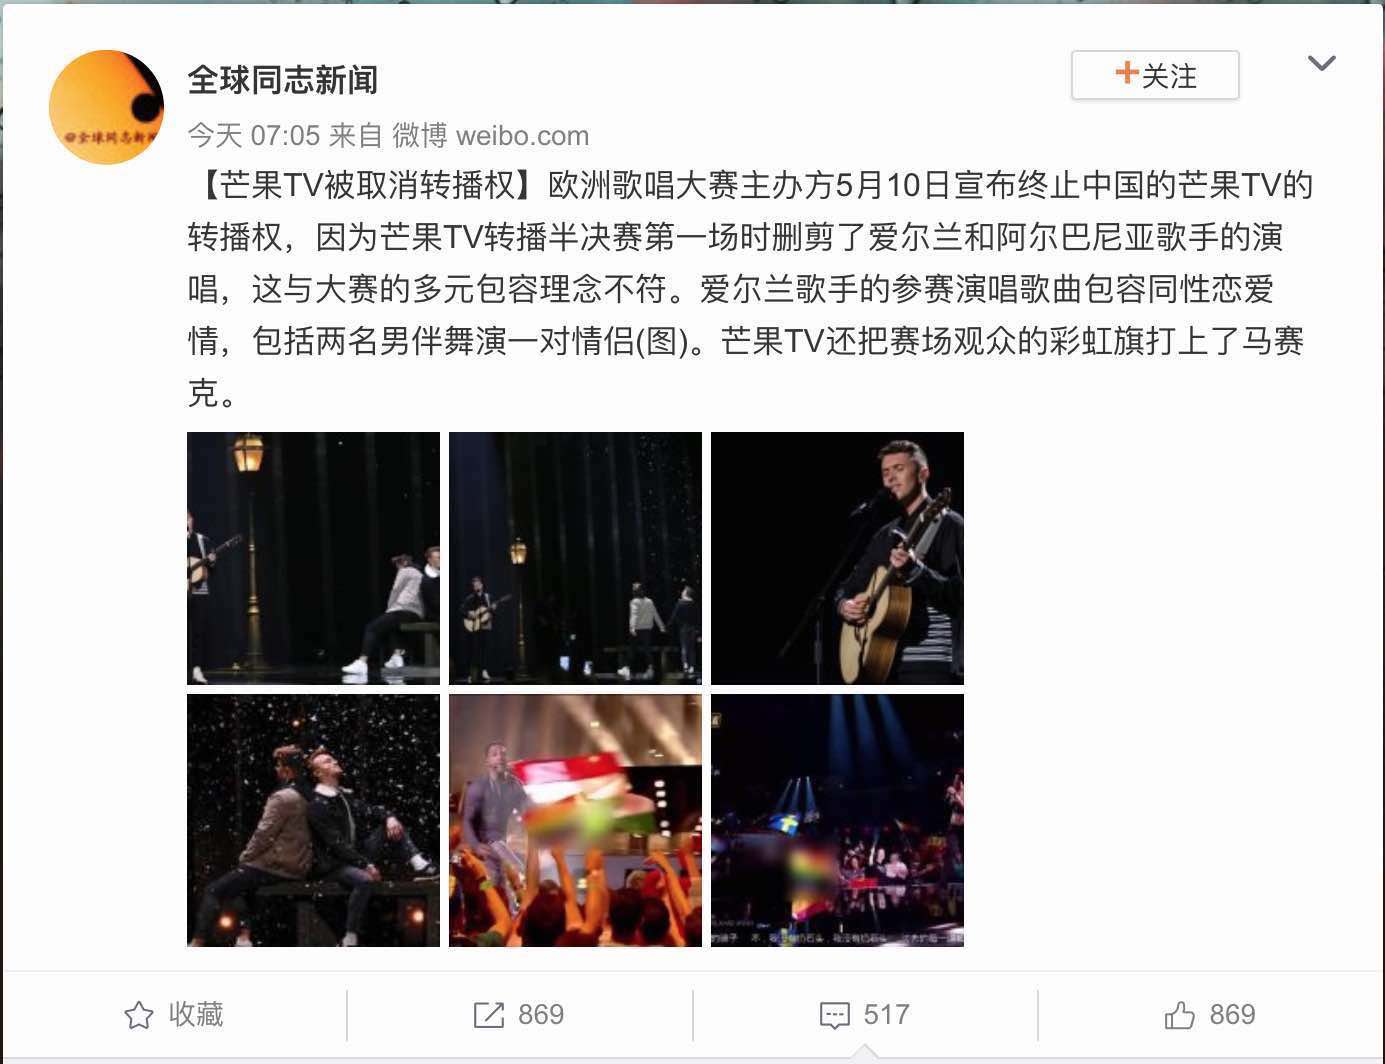 全球同志新闻
+关注
@全球同志新闻
今天 07:05 来自 微博 weibo.com
【芒果TV被取消转播权】欧洲歌唱大赛主办方5月10日宣布终止中国的芒果TV的
转播权，因为芒果TV转播半决赛第一场时删剪了爱尔兰和阿尔巴尼亚歌手的演
唱，这与大赛的多元包容理念不符。爱尔兰歌手的参赛演唱歌曲包容同性恋爱
情，包括两名男伴舞演一对情侣(图)。芒果TV还把赛场观众的彩虹旗打上了马赛
克。
收藏
869
517
869